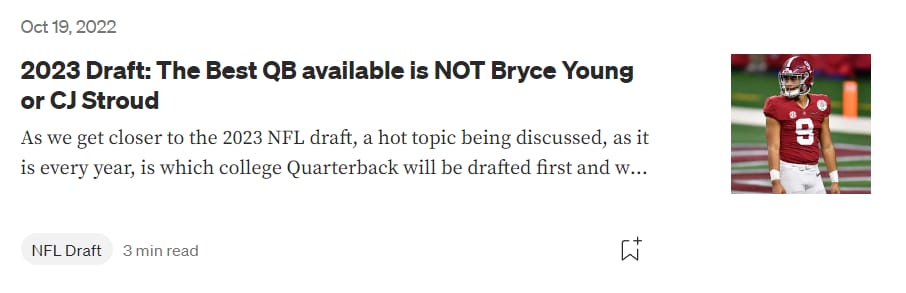 Oct 19, 2022
2023 Draft: The Best QB available is NOT Bryce Young
or CJ Stroud
As we get closer to the 2023 NFL draft, a hot topic being discussed, as it
is every year, is which college Quarterback will be drafted first and w...
NFL Draft 3 min read
9